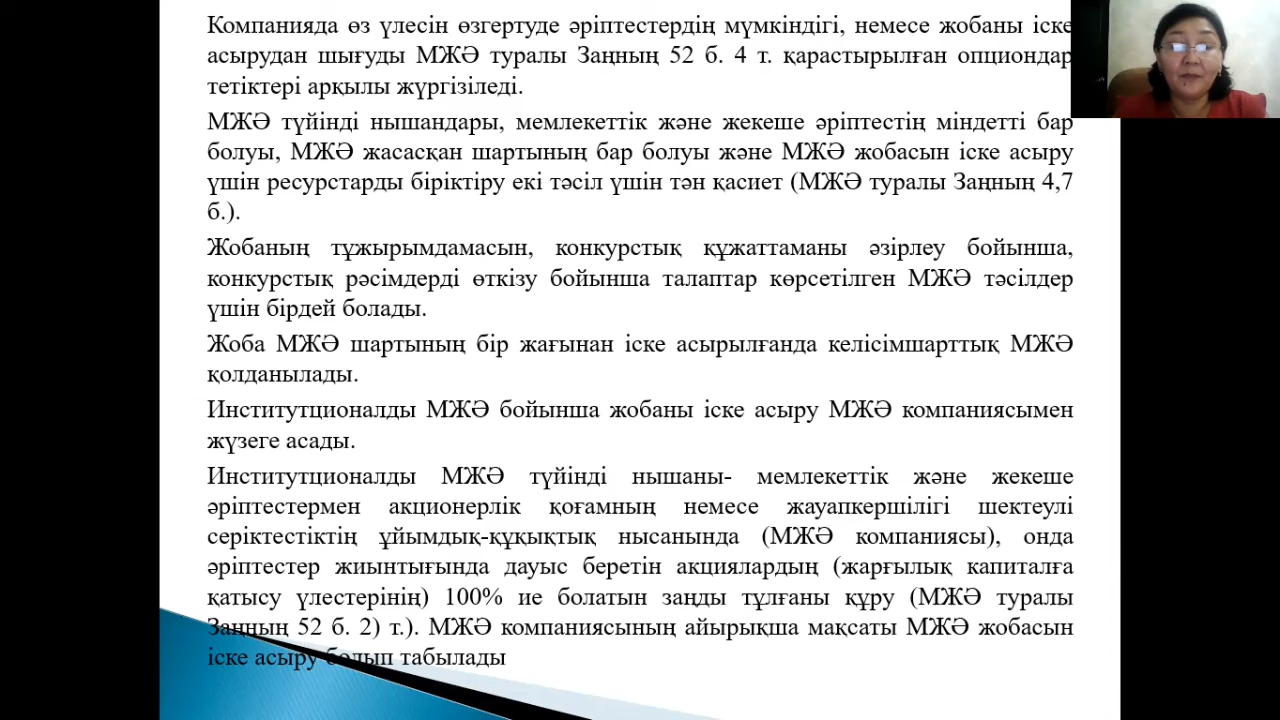 Компанияда өз үлесін өзгертуде әріптестердің мүмкіндігі, немесе жобаны іске
асырудан шығуды МЖӘ туралы Заңның 52 б. 4 т. қарастырылған опциондар
тетіктері арқылы жүргізіледі.
МЖӘ түйінді нышандары, мемлекеттік және жекеше әріптестің міндетті бар
болуы, МЖӘ жасасқан шартының бар болуы және МЖӘ жобасын іске асыру
үшін ресурстарды біріктіру екі тәсіл үшін тән қасиет (МЖӘ туралы Заңның 4,7
б.).
Жобаның тұжырымдамасын, конкурстық құжаттаманы әзірлеу бойынша,
конкурстық рәсімдерді өткізу бойынша талаптар көрсетілген МЖӘ тәсілдер
үшін бірдей болады.
Жоба МЖӘ шартының бір жағынан іске асырылғанда келісімшарттық МЖӘ
қолданылады.
Институтционалды МЖӘ бойынша жобаны іске асыру МЖӘ компаниясымен
жүзеге асады.
Институтционалды МЖӘ түйінді нышаны- мемлекеттік және жекеше
әріптестермен акционерлік қоғамның немесе жауапкершілігі шектеулі
серіктестіктің ұйымдық-құқықтық нысанында (МЖӘ компаниясы), онда
әріптестер жиынтығында дауыс беретін акциялардың (жарғылық капиталға
қатысу үлестерінің) 100% ие болатын заңды тұлғаны құру (МЖӘ туралы
Заңның 52 б. 2) т.). МЖӘ компаниясының айырықша мақсаты МЖӘ жобасын
іске асыру болып табылады